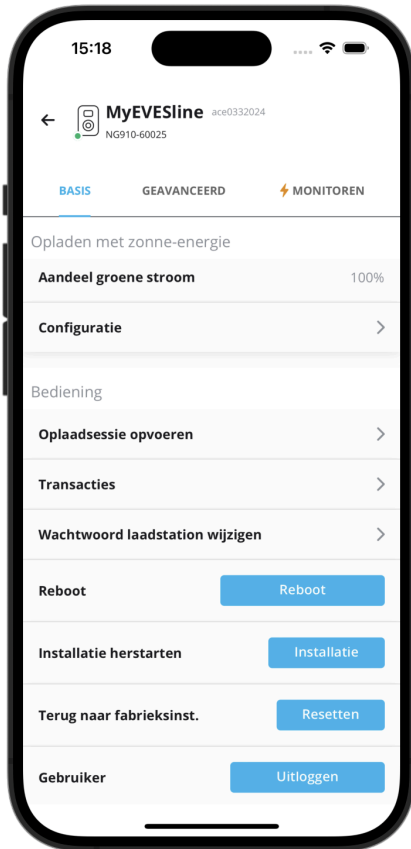 15:18
MyEVESline ace0332024
NG910-60025
BASIS GEAVANCEERD MONITOREN
Opladen met zonne-energie
Aandeel groene stroom 100%
Configuratie
Bediening
Oplaadsessie opvoeren
Transacties
Wachtwoord laadstation wijzigen
Reboot Reboot
Installatie herstarten Installatie
Terug naar fabrieksinst. Resetten
Gebruiker Uitloggen